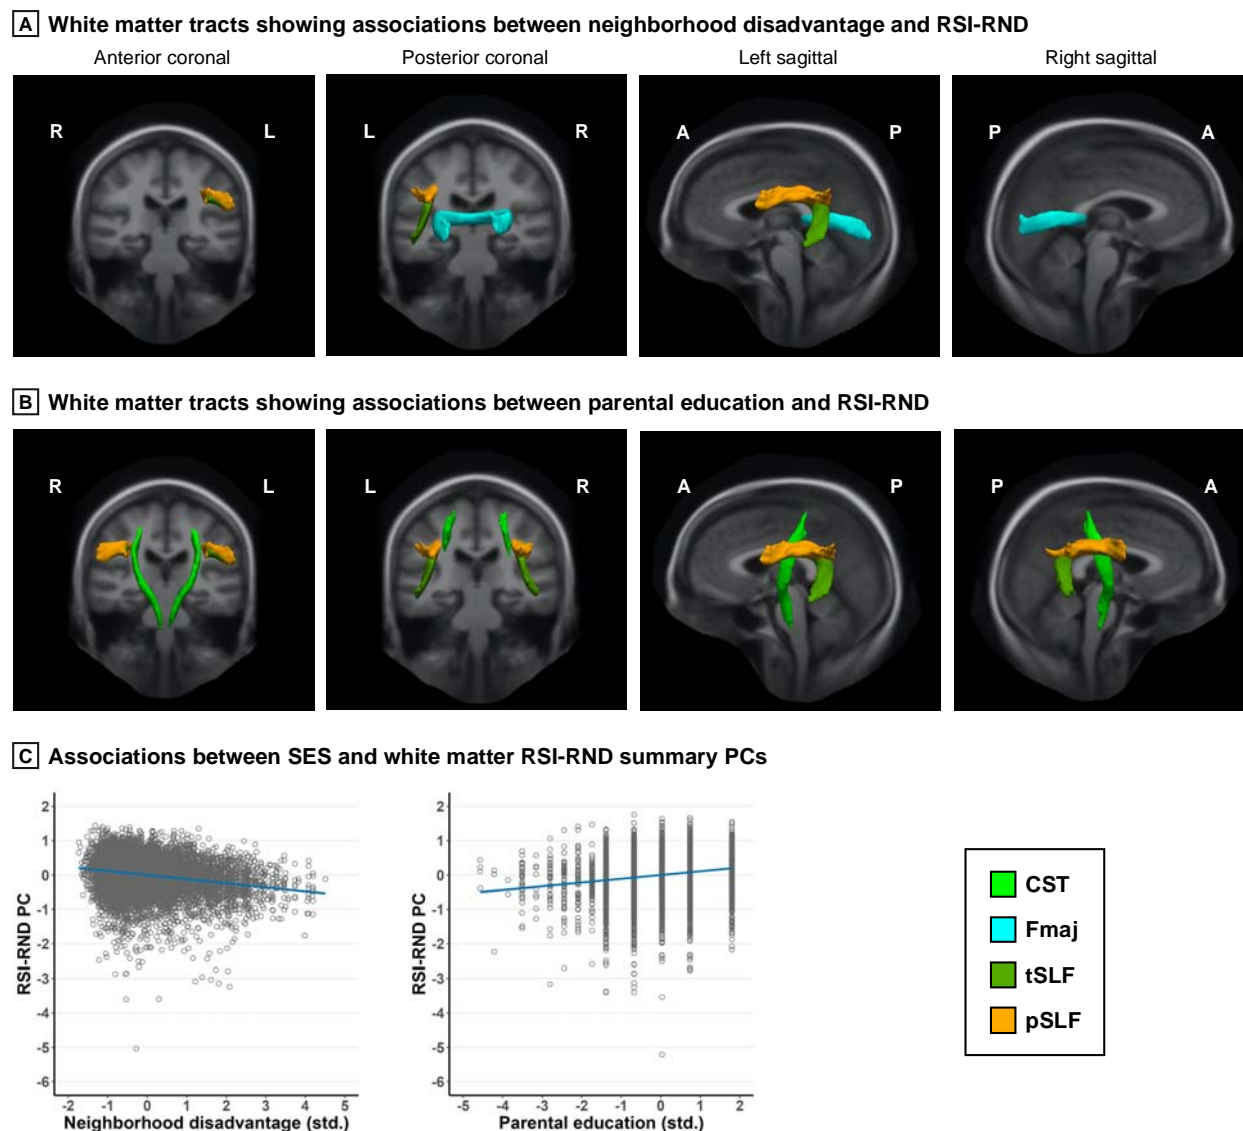 A White matter tracts showing associations between neighborhood disadvantage and RSI-RND
Anterior coronal Posterior coronal Left sagittal Right sagittal
R L L R A P P A
B White matter tracts showing associations between parental education and RSI-RND
R L L R A P P A
C Associations between SES and white matter RSI-RND summary PCs
RSI-RND PC
2
1
0
-1
-2
-3
-4
-5
-6
-2 -1 0 1 2 3 4 5
Neighborhood disadvantage (std.)
RSI-RND PC
2
1
0
-1
-2
-3
-4
-5
-6
-5 -4 -3 -2 -1 0 1 2
Parental education (std.)
CST
Fmaj
tSLF
pSLF